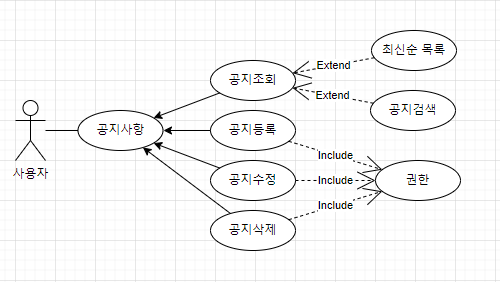 최신순 목록
Extend
공지조회
Extend
공지검색
공지사항
공지등록
사용자
Include
공지수정
Include
권한
Include
공지삭제